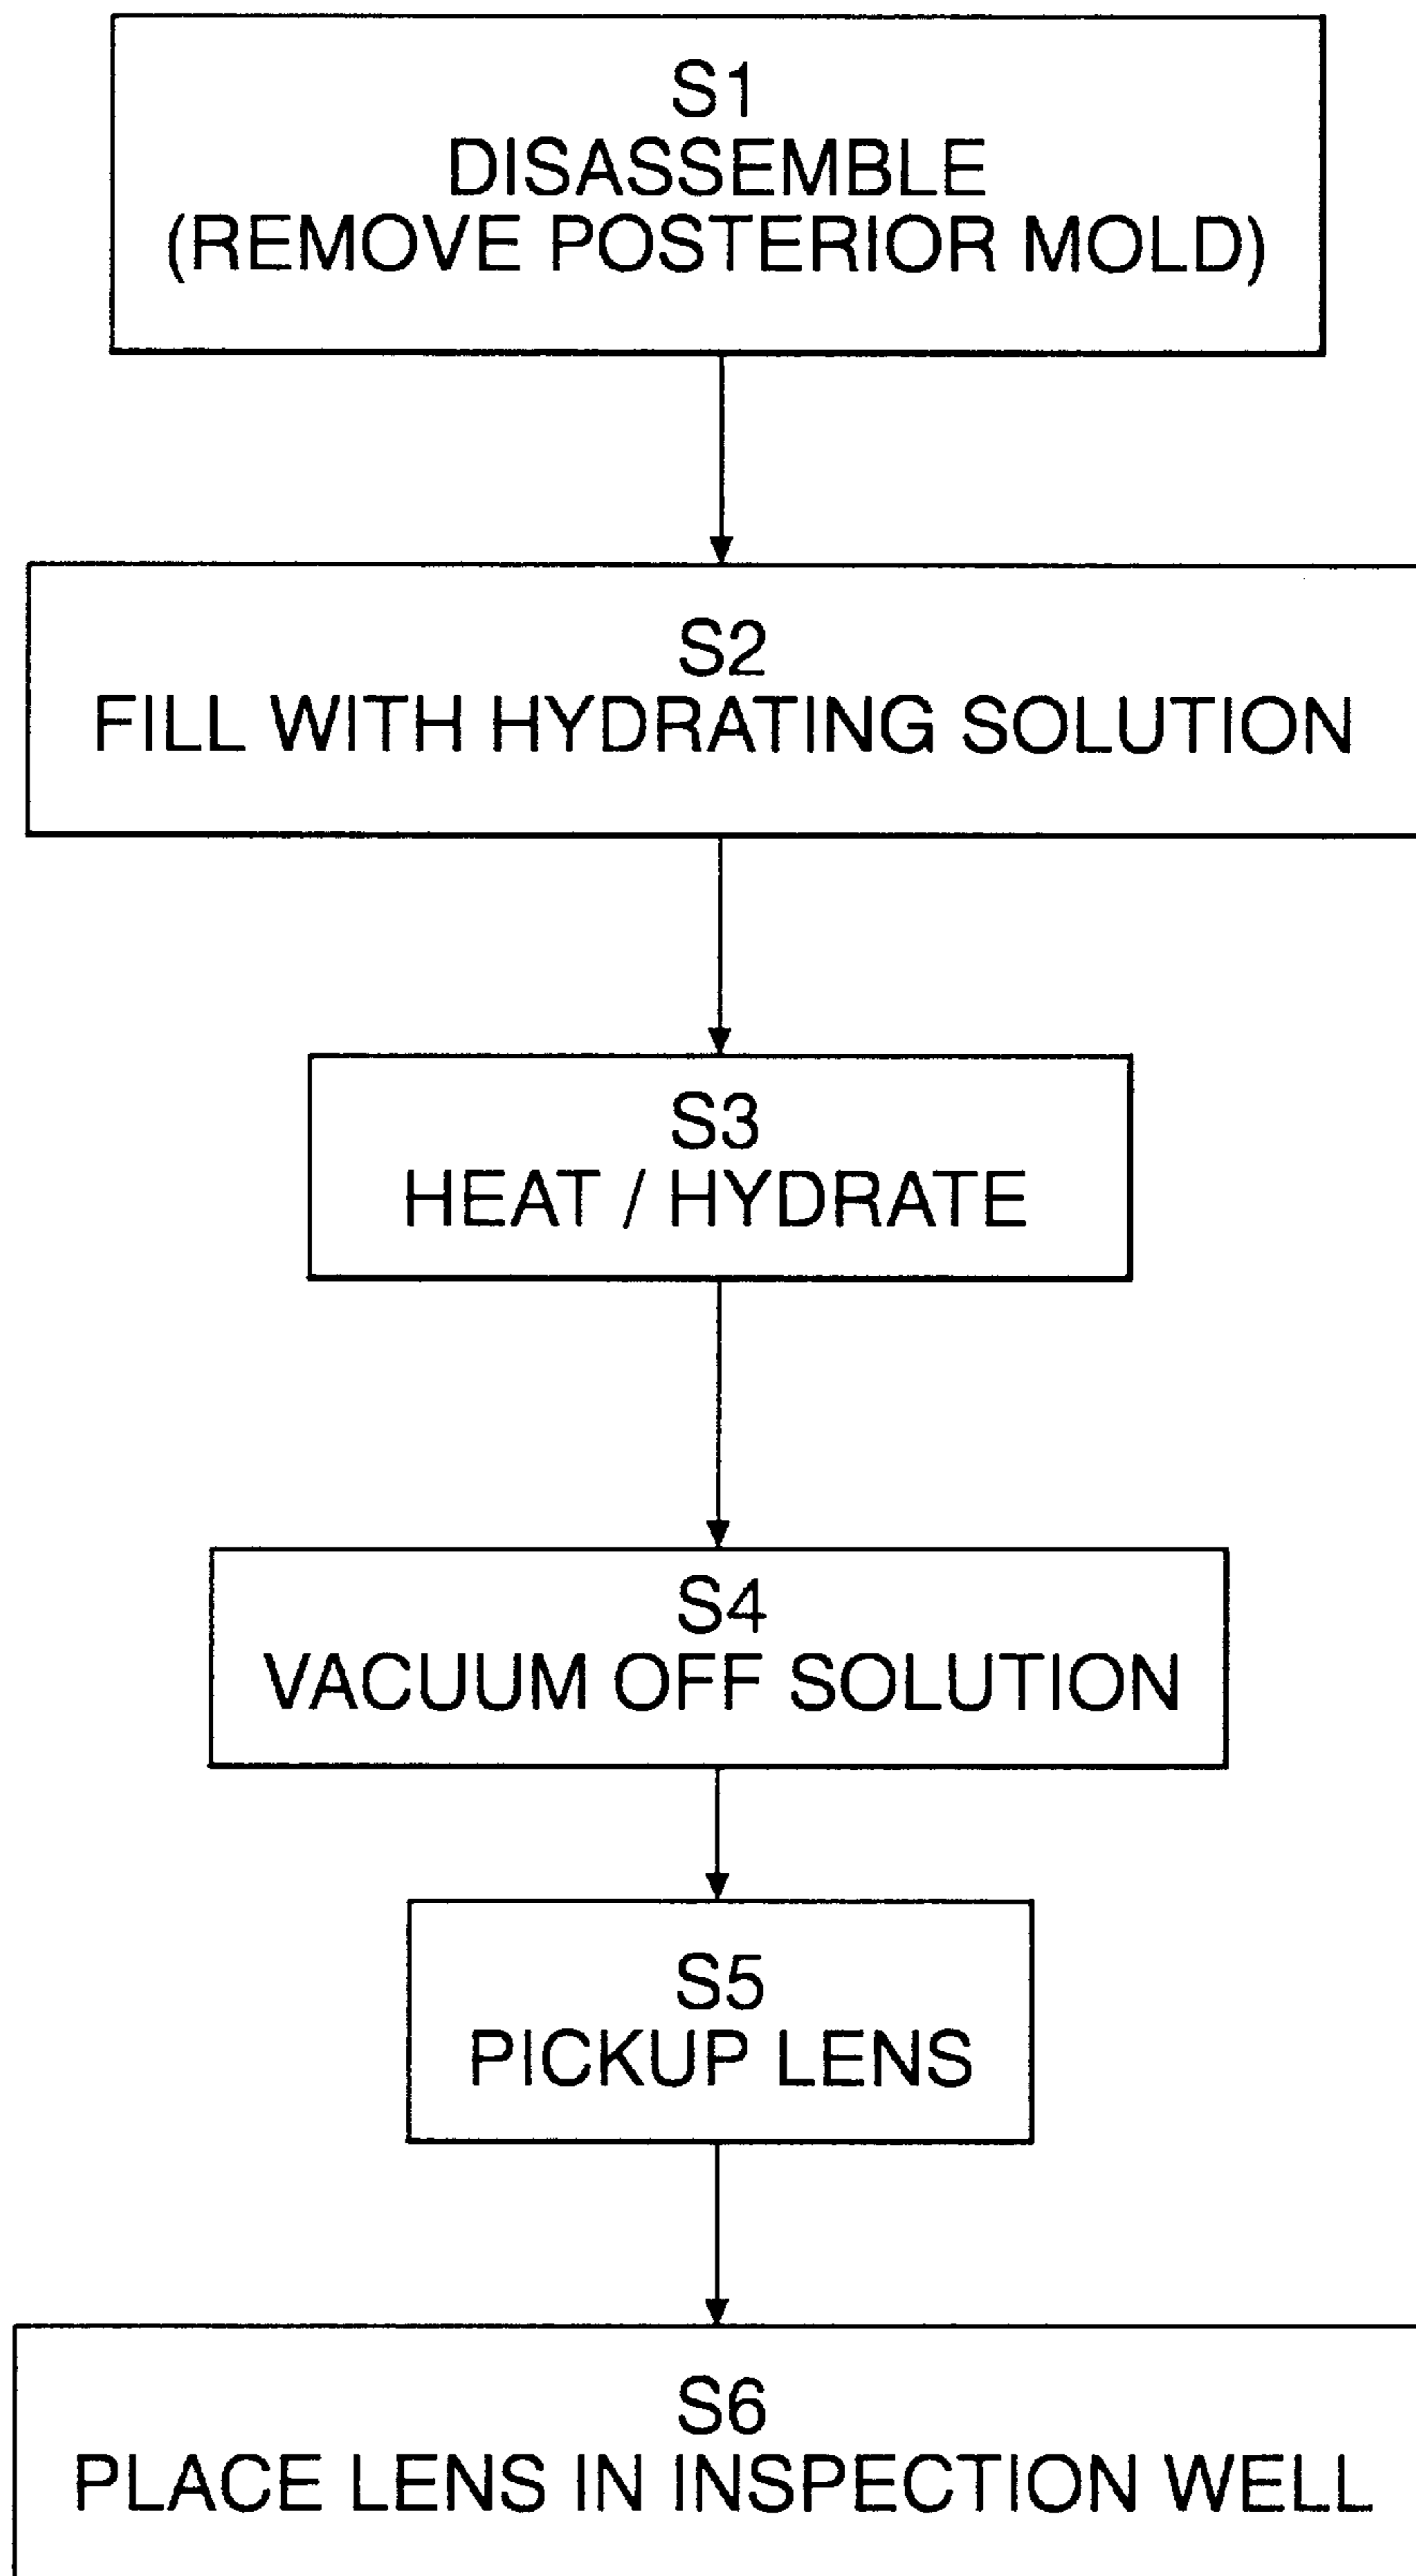 S1
DISASSEMBLE
(REMOVE POSTERIOR MOLD)
S2
FILL WITH HYDRATING SOLUTION
S3
HEAT / HYDRATE
S4
VACUUM OFF SOLUTION
S5
PICKUP LENS
S6
PLACE LENS IN INSPECTION WELL